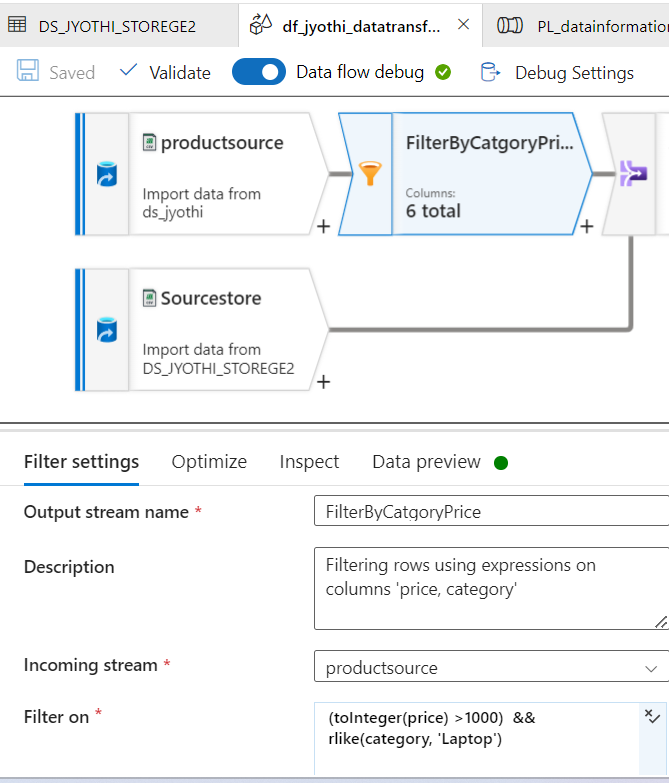 DS_JYOTHI_STOREGE2
df_jyothi_datatransf...
PL_datainformation
Saved
Validate
Data flow debug
Debug Settings
productsource
Import data from
ds_jyothi
+
FilterByCatgoryPri...
Columns:
6 total
+
Sourcestore
Import data from
DS_JYOTHI_STOREGE2
+
Filter settings
Optimize
Inspect
Data preview
Output stream name *
FilterByCatgoryPrice
Description
Filtering rows using expressions on
columns 'price, category'
Incoming stream *
productsource
Filter on *
(toInteger(price) >1000) &&
rlike(category, 'Laptop')